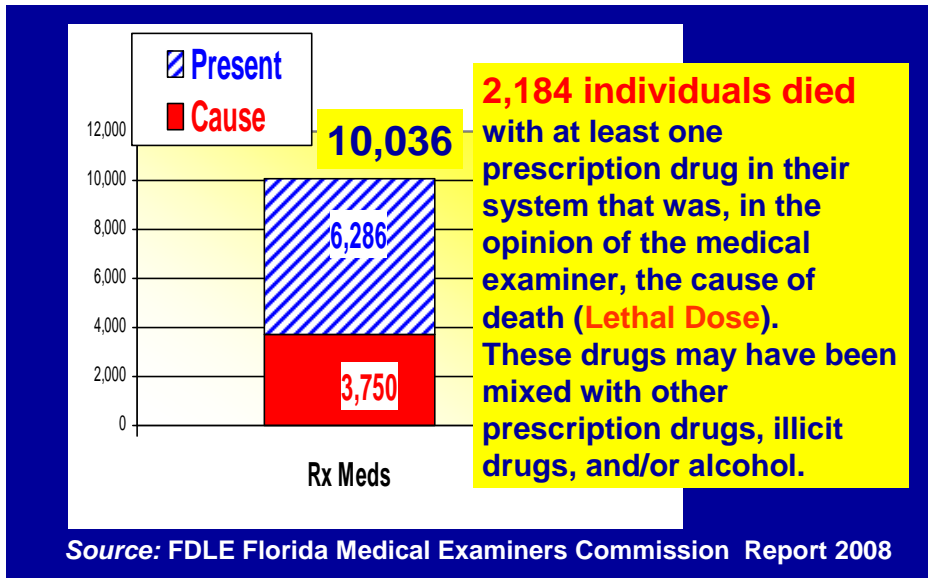 Present
Cause
10,036
12,000
10,000
8,000
6,000
4,000
2,000
0
6,286
3,750
Rx Meds
2,184 individuals died
with at least one
prescription drug in their
system that was, in the
opinion of the medical
examiner, the cause of
death (Lethal Dose).
These drugs may have been
mixed with other
prescription drugs, illicit
drugs, and/or alcohol.
Source: FDLE Florida Medical Examiners Commission Report 2008